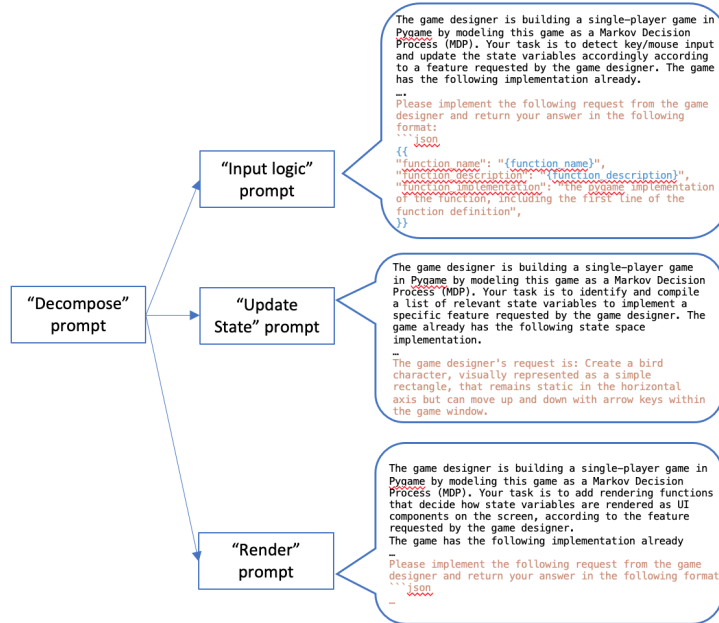 The game designer is building a single-player game in
Pygame by modeling this game as a Markov Decision
Process (MDP). Your task is to detect key/mouse input
and update the state variables accordingly according
to a feature requested by the game designer. The game
has the following implementation already.
….
Please implement the following request from the game
designer and return your answer in the following
format:
```json
{{
"function_name": "{function_name}",
"function_description": "{function_description}",
"function_implementation": "the pygame implementation
of the function, including the first line of the
function definition",
}}
“Input logic”
prompt
“Decompose”
prompt
“Update
State” prompt
The game designer is building a single-player game
in Pygame by modeling this game as a Markov Decision
Process (MDP). Your task is to identify and compile
a list of relevant state variables to implement a
specific feature requested by the game designer. The
game already has the following state space
implementation.
…
The game designer's request is: Create a bird
character, visually represented as a simple
rectangle, that remains static in the horizontal
axis but can move up and down with arrow keys within
the game window.
“Render”
prompt
The game designer is building a single-player game in
Pygame by modeling this game as a Markov Decision
Process (MDP). Your task is to add rendering functions
that decide how state variables are rendered as UI
components on the screen, according to the feature
requested by the game designer.
The game has the following implementation already
…
Please implement the following request from the game
designer and return your answer in the following format
```json
…